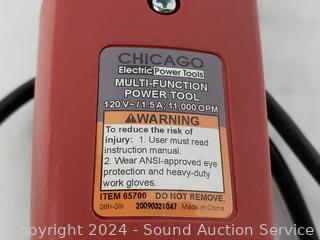 CHICAGO
Electric Power Tools
MULTI-FUNCTION
POWER TOOL
120 V~ / 1.5 A; 11,000 OPM
WARNING
To reduce the risk of
injury: 1. User must read
instruction manual.
2. Wear ANSI-approved eye
protection and heavy-duty
work gloves.
ITEM 65700 DO NOT REMOVE.
08h-08i 20090321047 Made in China
Copyright 2024 - Sound Auction Service